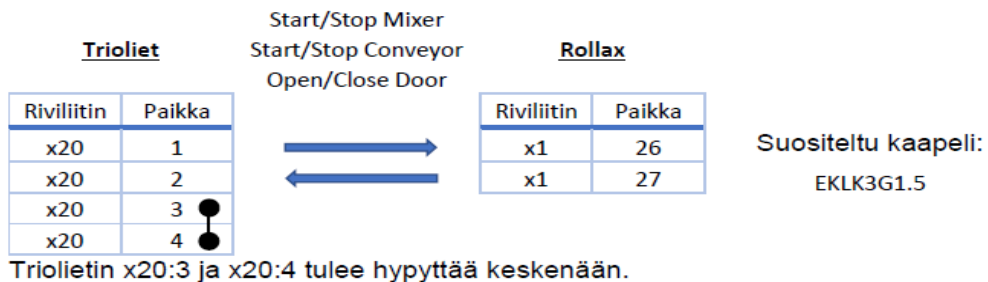 Start/Stop Mixer
Trioliet Start/Stop Conveyor Rollax
Open/Close Door
Riviliitin Paikka Riviliitin Paikka
x20 1 x1 26 Suositeltu kaapeli:
x20 2 x1 27 EKLK3G1.5
x20 3
x20 4
Triolietin x20:3 ja x20:4 tulee hypyttää keskenään.